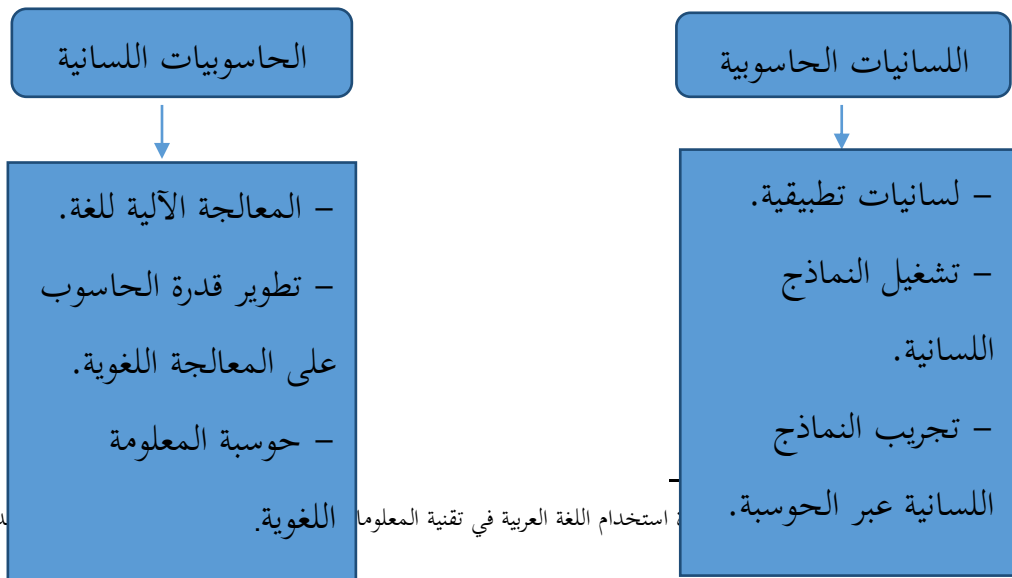 اللسانيات الحاسوبية
– لسانيات تطبيقية.
– تشغيل النماذج
اللسانية.
– تجريب النماذج
اللسانية عبر الحوسبة.
الحاسوبيات اللسانية
– المعالجة الآلية للغة.
– تطوير قدرة الحاسوب
على المعالجة اللغوية.
– حوسبة المعلومة
اللغوية.
استخدام اللغة العربية في تقنية